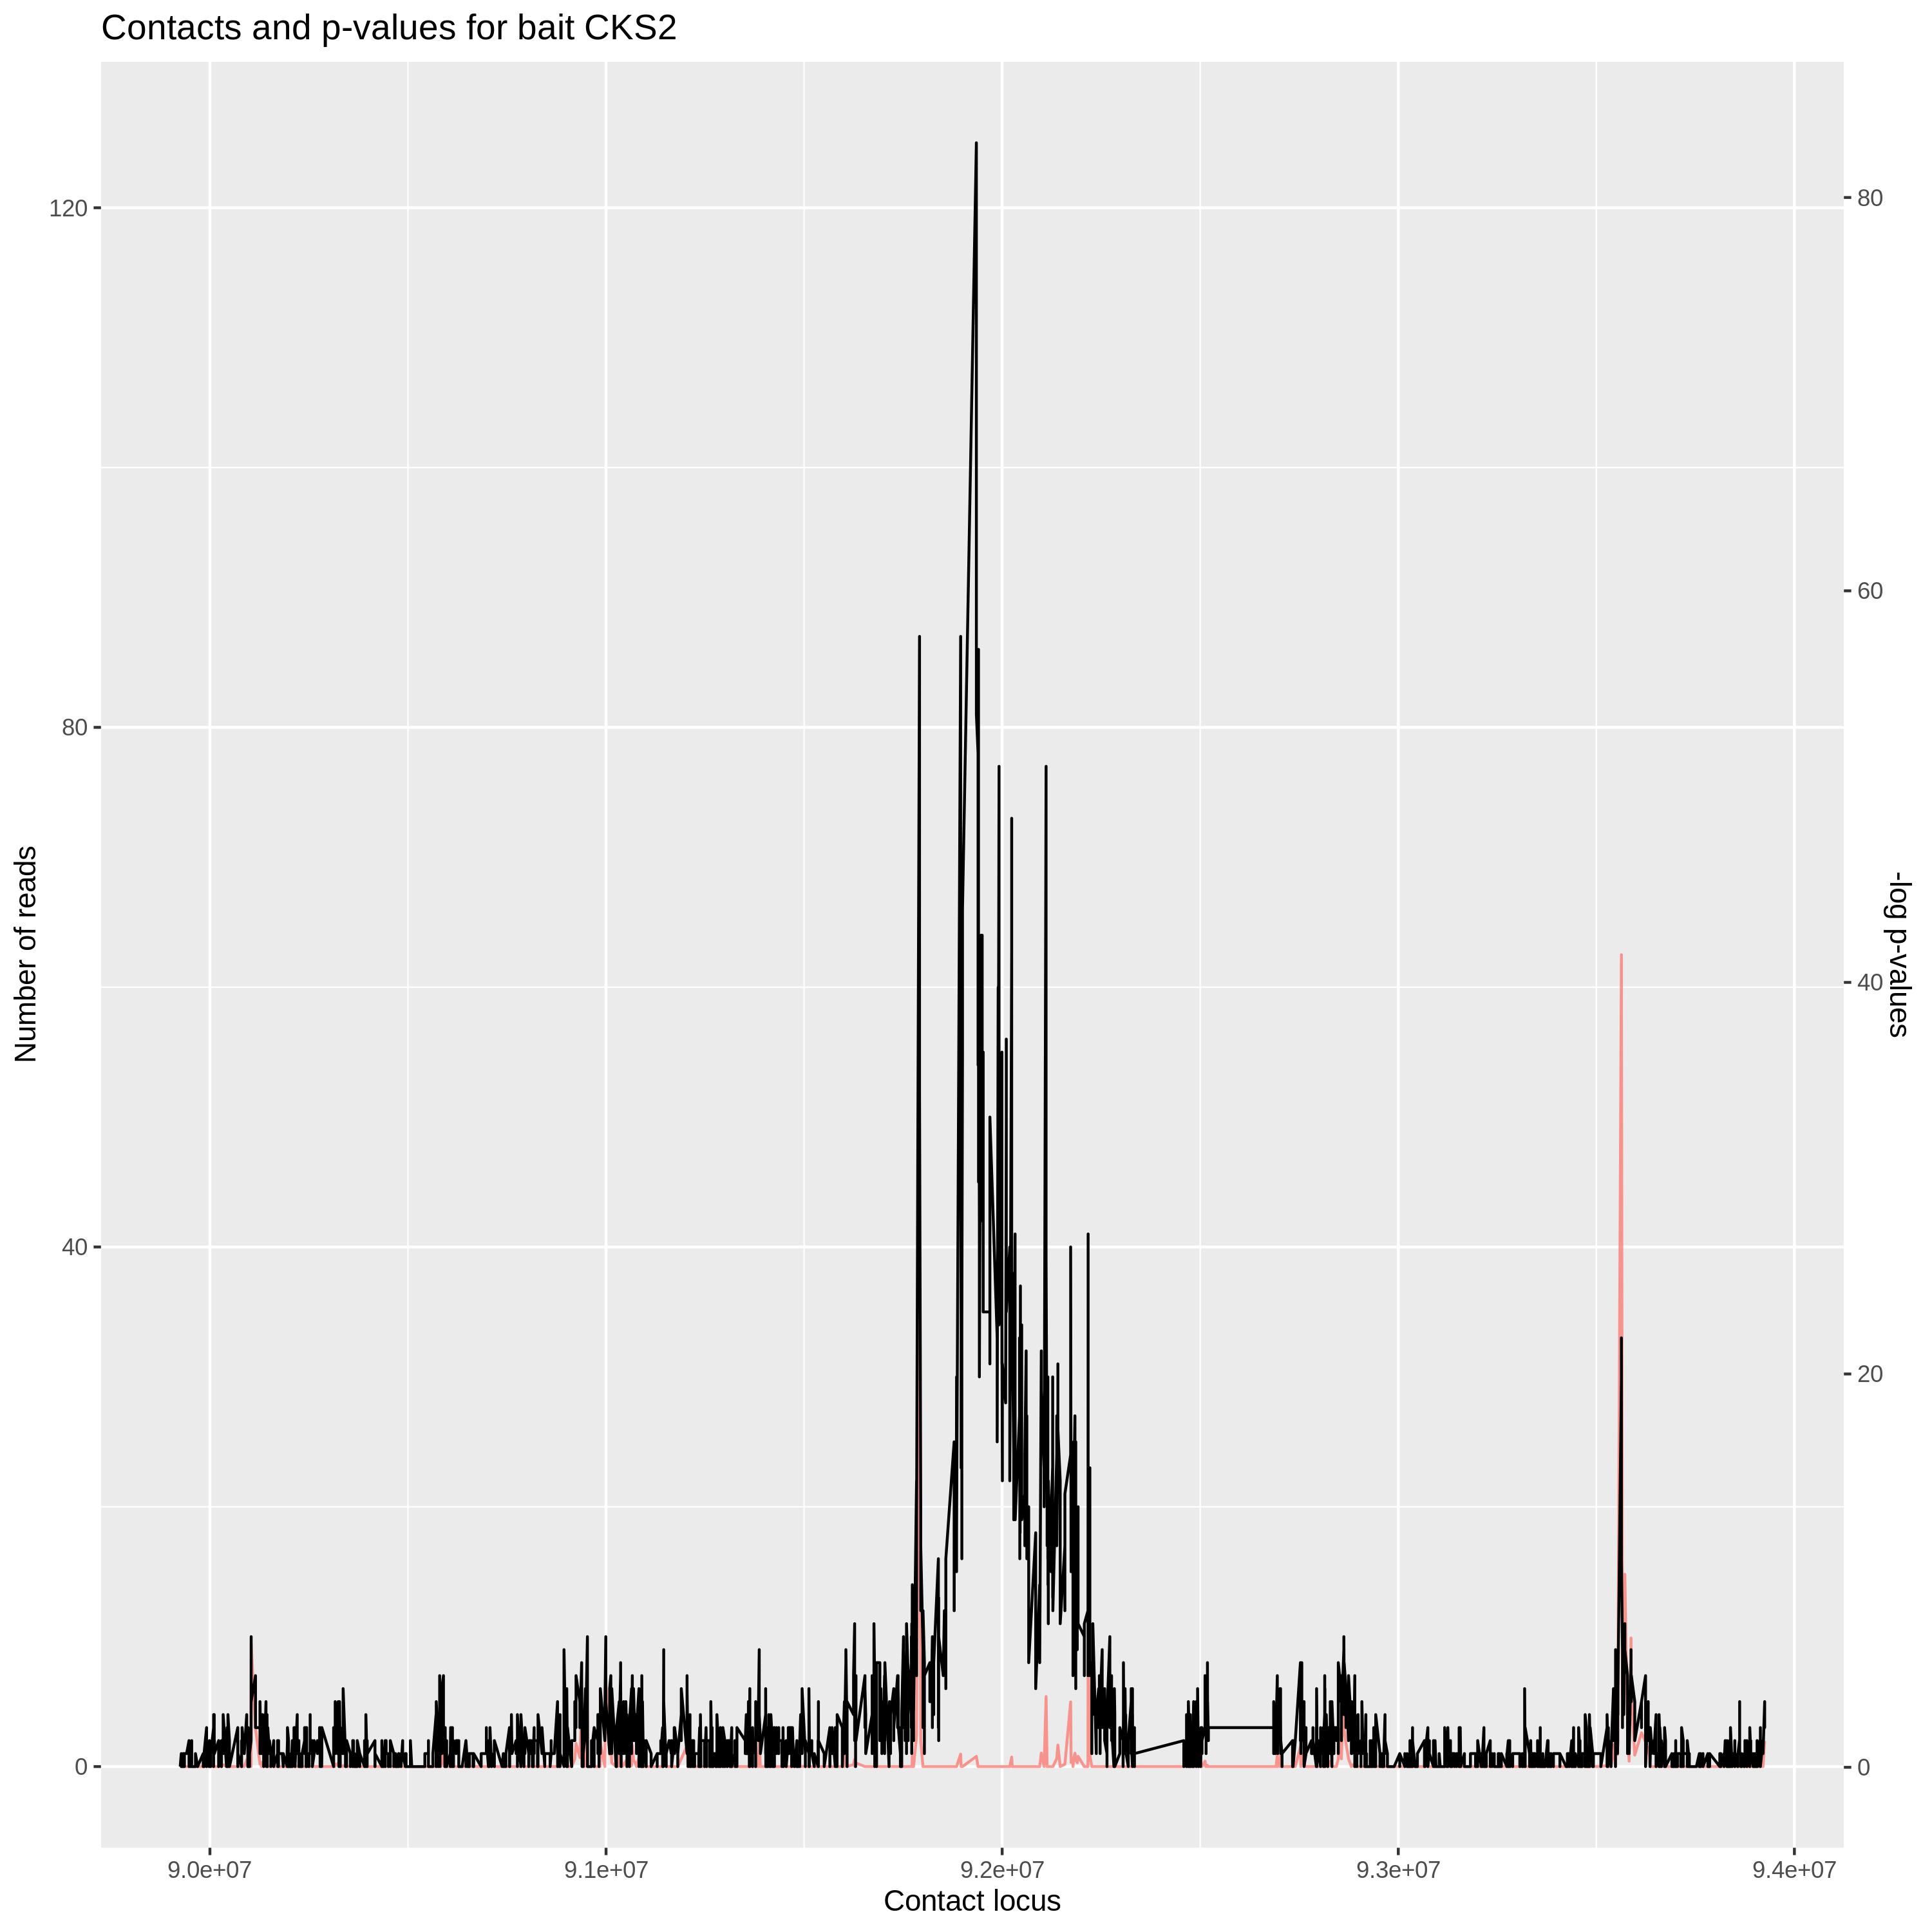 Contacts and p-values for bait CKS2
120
80
40
0
Number of reads
80
60
40
20
0
-log p-values
9.0e+07
9.1e+07
9.2e+07
9.3e+07
9.4e+07
Contact locus